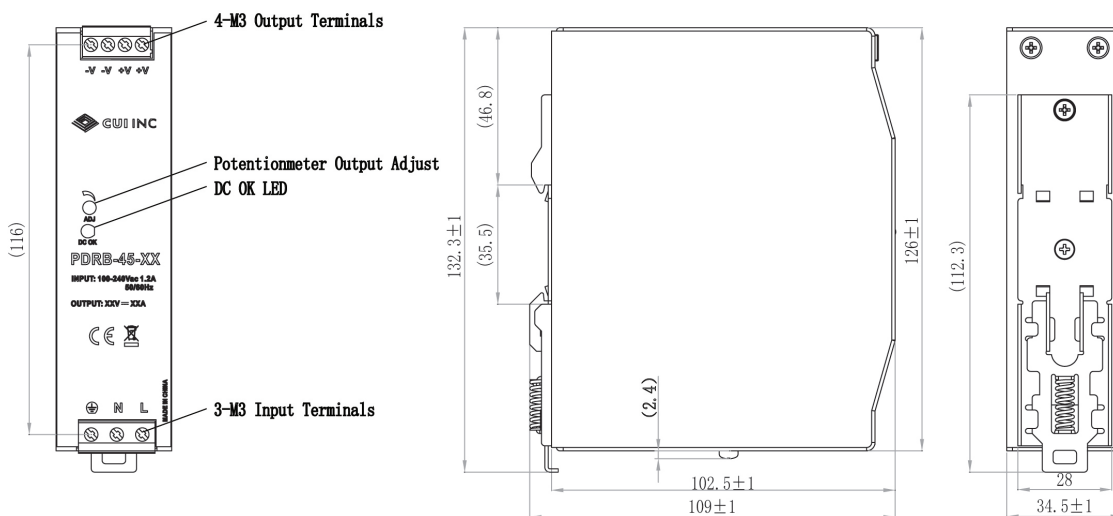 4-M3 Output Terminals
-V -V +V +V
CUI INC
Potentionmeter Output Adjust
DC OK LED
ADJ
DC OK
PDRB-45-XX
INPUT: 100-240Vac 1.2A
50/60Hz
OUTPUT: XXV⎓XXA
CE
MADE IN CHINA
N L
3-M3 Input Terminals
(116)
(46.8)
(35.5)
132.3±1
(2.4)
126±1
102.5±1
109±1
(112.3)
28
34.5±1